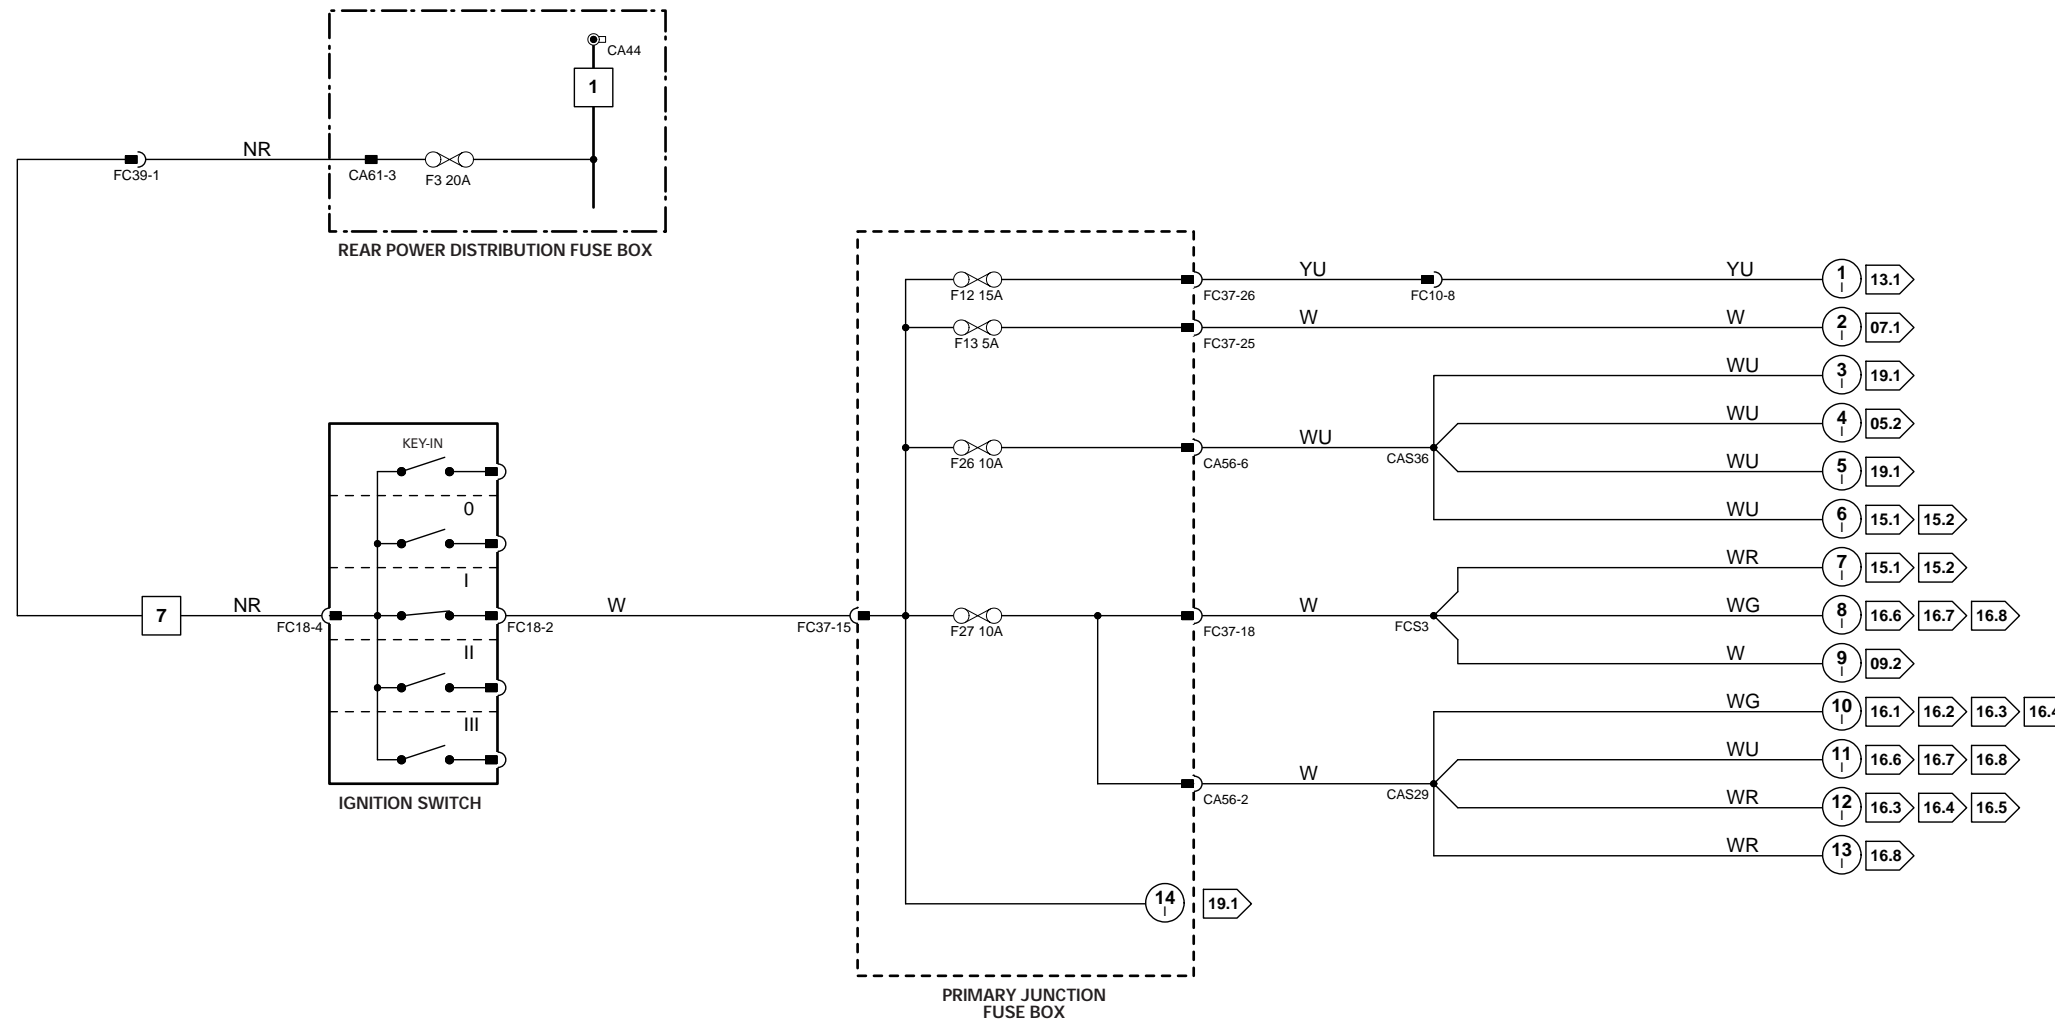 CA44
1
NR
FC39-1
CA61-3
F3 20A
REAR POWER DISTRIBUTION FUSE BOX
YU
YU
1
I
13.1
F12 15A
FC37-26
FC10-8
W
W
2
I
07.1
F13 5A
FC37-25
WU
3
I
19.1
WU
4
I
05.2
KEY-IN
WU
F26 10A
CA56-6
CAS36
WU
5
I
19.1
0
WU
6
I
15.1
15.2
WR
7
I
15.1
15.2
I
7
NR
FC18-4
FC18-2
W
FC37-15
F27 10A
FC37-18
W
FCS3
WG
8
I
16.6
16.7
16.8
II
W
9
I
09.2
III
WG
10
I
16.1
16.2
16.3
16.4
WU
11
I
16.6
16.7
16.8
IGNITION SWITCH
W
CA56-2
CAS29
WR
12
I
16.3
16.4
16.5
WR
13
I
16.8
14
I
19.1
PRIMARY JUNCTION
FUSE BOX